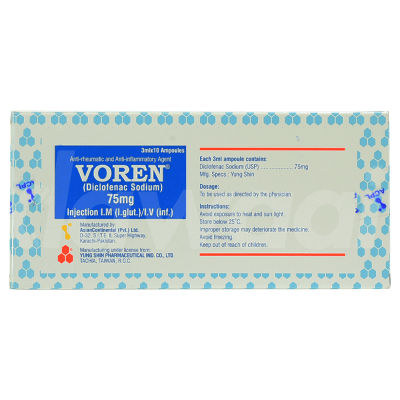 3mlx10 Ampoules
Anti-rheumatic and Anti-inflammatory Agent
VOREN®
(Diclofenac Sodium)
75mg
Injection I.M (I.glut.)/I.V (inf.)
Manufactured by
AsianContinental (Pvt.) Ltd.
Karachi-Pakistan.
Manufacturing under license from:
YUNG SHIN PHARMACEUTICAL IND. CO., LTD
TACHIA, TAIWAN, R.O.C.
Each 3ml ampoule contains:
Diclofenac Sodium (USP) .................. 75mg
Mfg. Specs : Yung Shin
Dosage:
To be used as directed by the physician.
Instructions:
Avoid exposure to heat and sun light.
Store below 25°C.
Improper storage may deteriorate the medicine.
Avoid freezing
Keep out of reach of children.
ACPL
ACPL